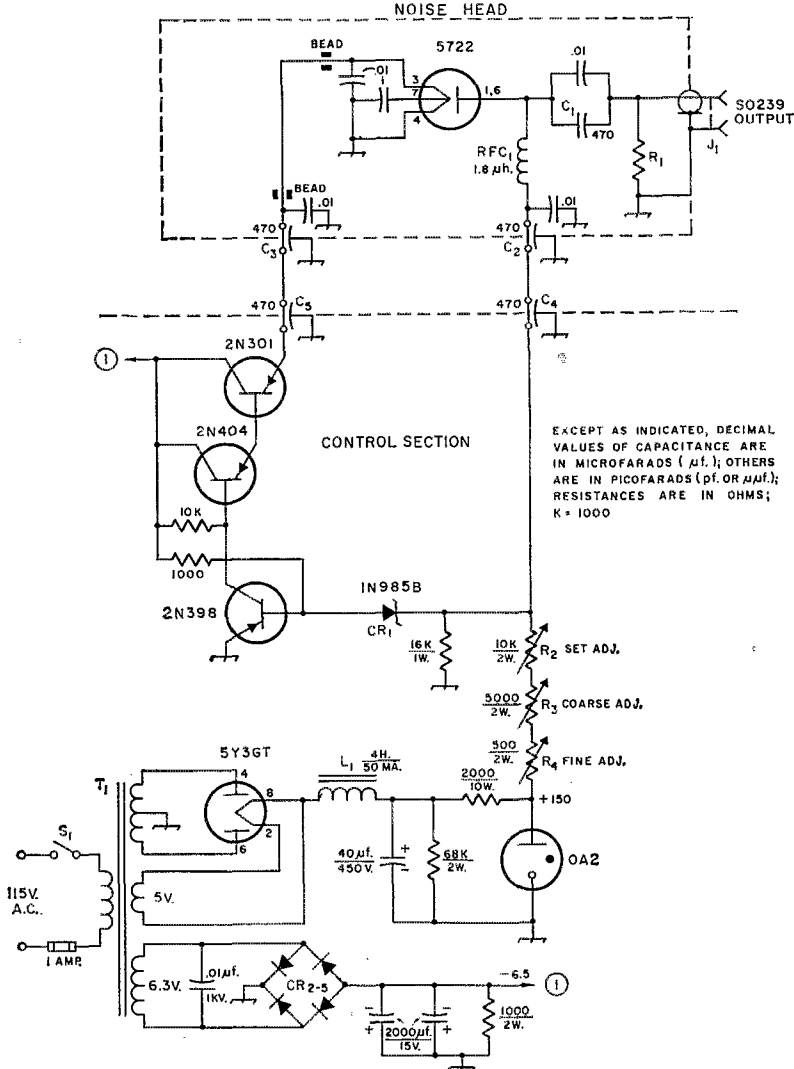 NOISE HEAD
BEAD
5722
.01
.01
3
7
4
1,6
C1
470
SO239
OUTPUT
J1
R1
RFC1
1.8 µh.
BEAD
.01
.01
470
C3
470
C2
470
C5
470
C4
1
2N301
2N404
CONTROL SECTION
EXCEPT AS INDICATED, DECIMAL
VALUES OF CAPACITANCE ARE
IN MICROFARADS ( µf.); OTHERS
ARE IN PICOFARADS (pf. OR µµf.);
RESISTANCES ARE IN OHMS;
K = 1000
10K
1000
2N398
1N985B
CR1
16K
1W.
10K
2W.
R2 SET ADJ.
5000
2W.
R3 COARSE ADJ.
500
2W.
R4 FINE ADJ.
5Y3GT
T1
4
8
2
6
L1
4H.
50 MA.
2000
10W.
+150
S1
40µf.
450V.
+
-
68K
2W.
OA2
115V.
A.C.
5V.
1 AMP.
6.3V.
.01µf.
1KV.
CR2-5
-6.5
1
-
+
-
+
2000µf.
15V.
1000
2W.